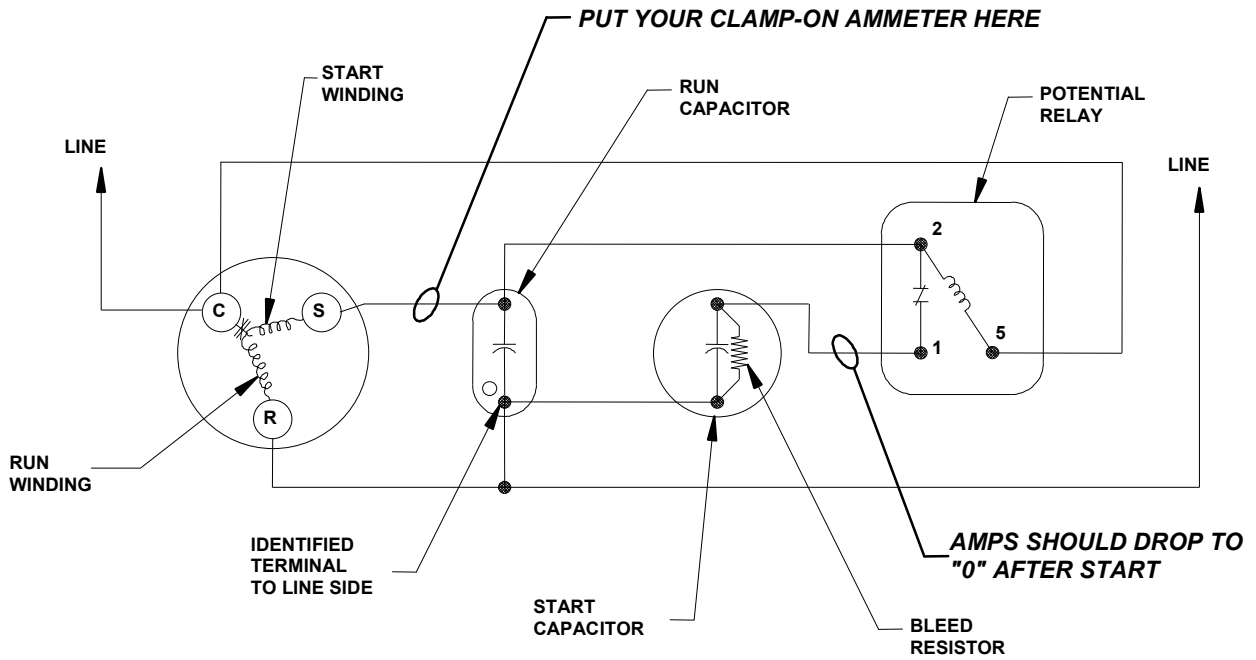 PUT YOUR CLAMP-ON AMMETER HERE
START
WINDING
RUN
CAPACITOR
POTENTIAL
RELAY
LINE
LINE
2
C
S
1
5
R
RUN
WINDING
IDENTIFIED
TERMINAL
TO LINE SIDE
START
CAPACITOR
BLEED
RESISTOR
AMPS SHOULD DROP TO
"0" AFTER START